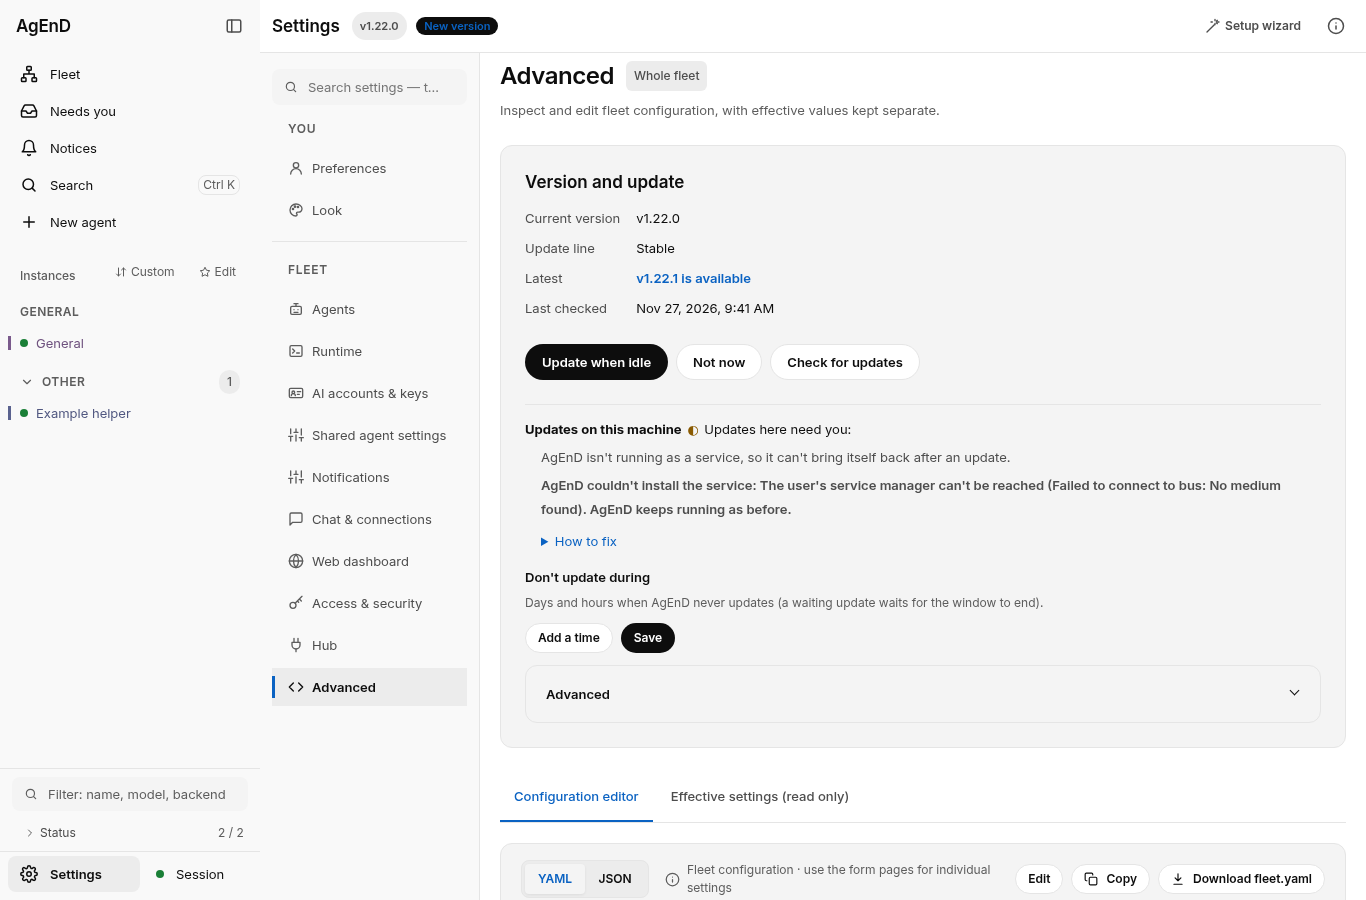 AgEnD
Fleet
Needs you
Notices
Search
Ctrl K
New agent
Instances
Custom
Edit
GENERAL
General
OTHER
1
Example helper
Filter: name, model, backend
Status
2 / 2
Settings
Session
Settings
v1.22.0
New version
Setup wizard
Search settings — t...
YOU
Preferences
Look
FLEET
Agents
Runtime
AI accounts & keys
Shared agent settings
Notifications
Chat & connections
Web dashboard
Access & security
Hub
Advanced
Advanced
Whole fleet
Inspect and edit fleet configuration, with effective values kept separate.
Version and update
Current version v1.22.0
Update line Stable
Latest v1.22.1 is available
Last checked Nov 27, 2026, 9:41 AM
Update when idle
Not now
Check for updates
Updates on this machine Updates here need you:
AgEnD isn't running as a service, so it can't bring itself back after an update.
AgEnD couldn't install the service: The user's service manager can't be reached (Failed to connect to bus: No medium
found). AgEnD keeps running as before.
How to fix
Don't update during
Days and hours when AgEnD never updates (a waiting update waits for the window to end).
Add a time
Save
Advanced
Configuration editor
Effective settings (read only)
YAML
JSON
Fleet configuration · use the form pages for individual
settings
Edit
Copy
Download fleet.yaml